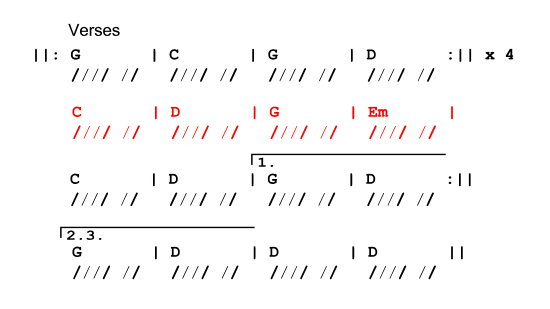 Verses
||: G | C | G | D :|| x 4
//// // //// // //// // //// //
C | D | G | Em |
//// // //// // //// // //// //
1.
C | D | G | D :||
//// // //// // //// // //// //
2.3.
G | D | D | D ||
//// // //// // //// // //// //